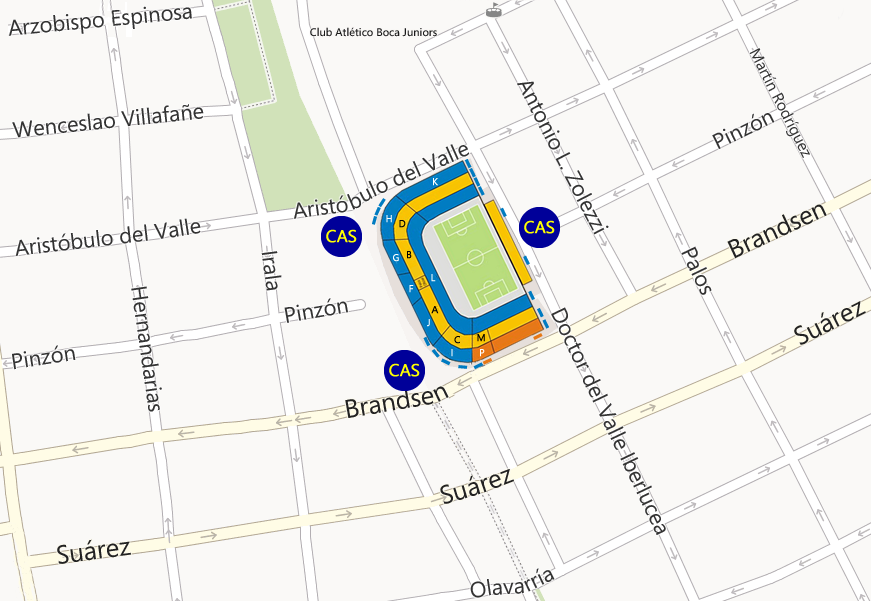 Arzobispo Espinosa
Club Atlético Boca Juniors
Martín Rodríguez
Antonio L. Zolezzi
Wenceslao Villafañe
Pinzón
Aristóbulo del Valle
K
H
D
CAS
CAS
Aristóbulo del Valle
Brandsen
G
B
Irala
F
L
Palos
Hernandarias
Pinzón
A
J
Doctor del Valle Iberlucea
Suárez
C
M
I
P
Pinzón
CAS
Brandsen
Suárez
Suárez
Olavarría